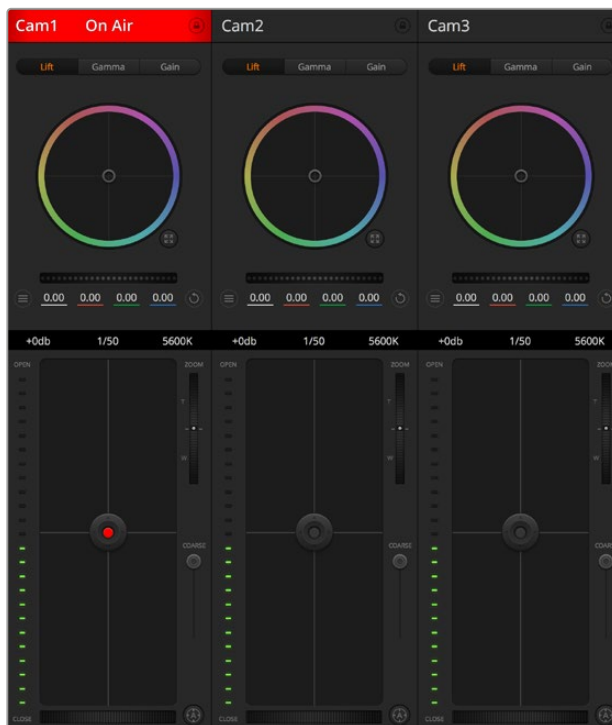 Cam1 On Air Cam2 Cam3
Lift Gamma Gain Lift Gamma Gain Lift Gamma Gain
0.00 0.00 0.00 0.00 0.00 0.00 0.00 0.00 0.00 0.00 0.00 0.00
+0db 1/50 5600K +0db 1/50 5600K +0db 1/50 5600K
OPEN ZOOM OPEN ZOOM OPEN ZOOM
T T T
W W W
COARSE COARSE COARSE
CLOSE A CLOSE A CLOSE A